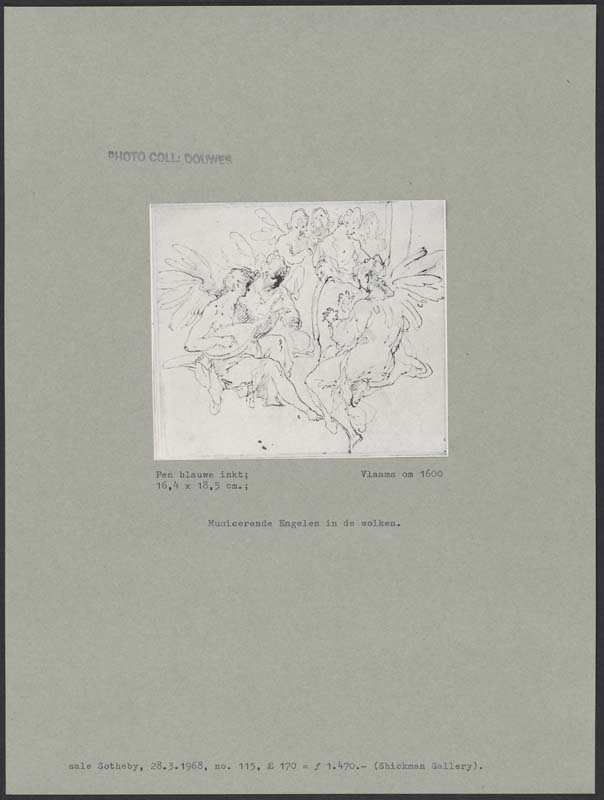 PHOTO COLL: DOUWES
Pen blauwe inkt;
16,4 x 18,5 cm.;
Vlaams om 1600
Municerende Engelen in de wolken.
sale Sotheby, 28.3.1968, no. 115, £ 170 = ƒ 1.470.- (Shickman Gallery).